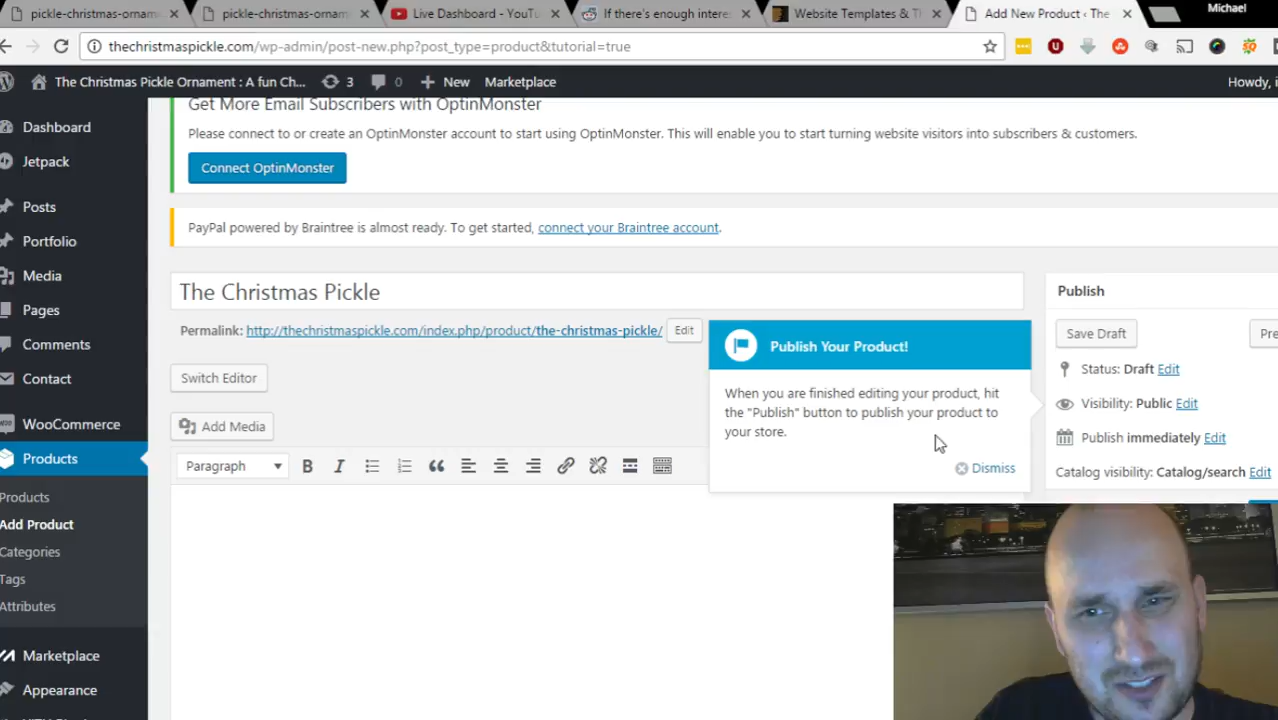 pickle-christmas-ornam
pickle-christmas-ornam
Live Dashboard - YouTu
If there's enough intere
Website Templates & T
Add New Product ‹ The
Michael
thechristmaspickle.com/wp-admin/post-new.php?post_type=product&tutorial=true
The Christmas Pickle Ornament : A fun Ch... 3 0 + New Marketplace Howdy, i
Get More Email Subscribers with OptinMonster
Please connect to or create an OptinMonster account to start using OptinMonster. This will enable you to start turning website visitors into subscribers & customers.
Connect OptinMonster
PayPal powered by Braintree is almost ready. To get started, connect your Braintree account.
Dashboard
Jetpack
Posts
Portfolio
Media
Pages
Comments
Contact
WooCommerce
Products
Products
Add Product
Categories
Tags
Attributes
Marketplace
Appearance
The Christmas Pickle
Permalink: http://thechristmaspickle.com/index.php/product/the-christmas-pickle/ Edit
Switch Editor
Add Media
Paragraph
Publish Your Product!
When you are finished editing your product, hit
the "Publish" button to publish your product to
your store.
Dismiss
Publish
Save Draft Pre
Status: Draft Edit
Visibility: Public Edit
Publish immediately Edit
Catalog visibility: Catalog/search Edit